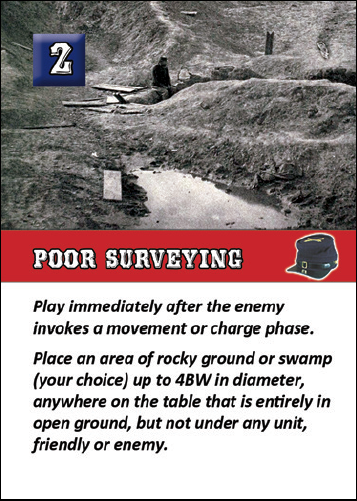 2
POOR SURVEYING
Play immediately after the enemy
invokes a movement or charge phase.
Place an area of rocky ground or swamp
(your choice) up to 4BW in diameter,
anywhere on the table that is entirely in
open ground, but not under any unit,
friendly or enemy.